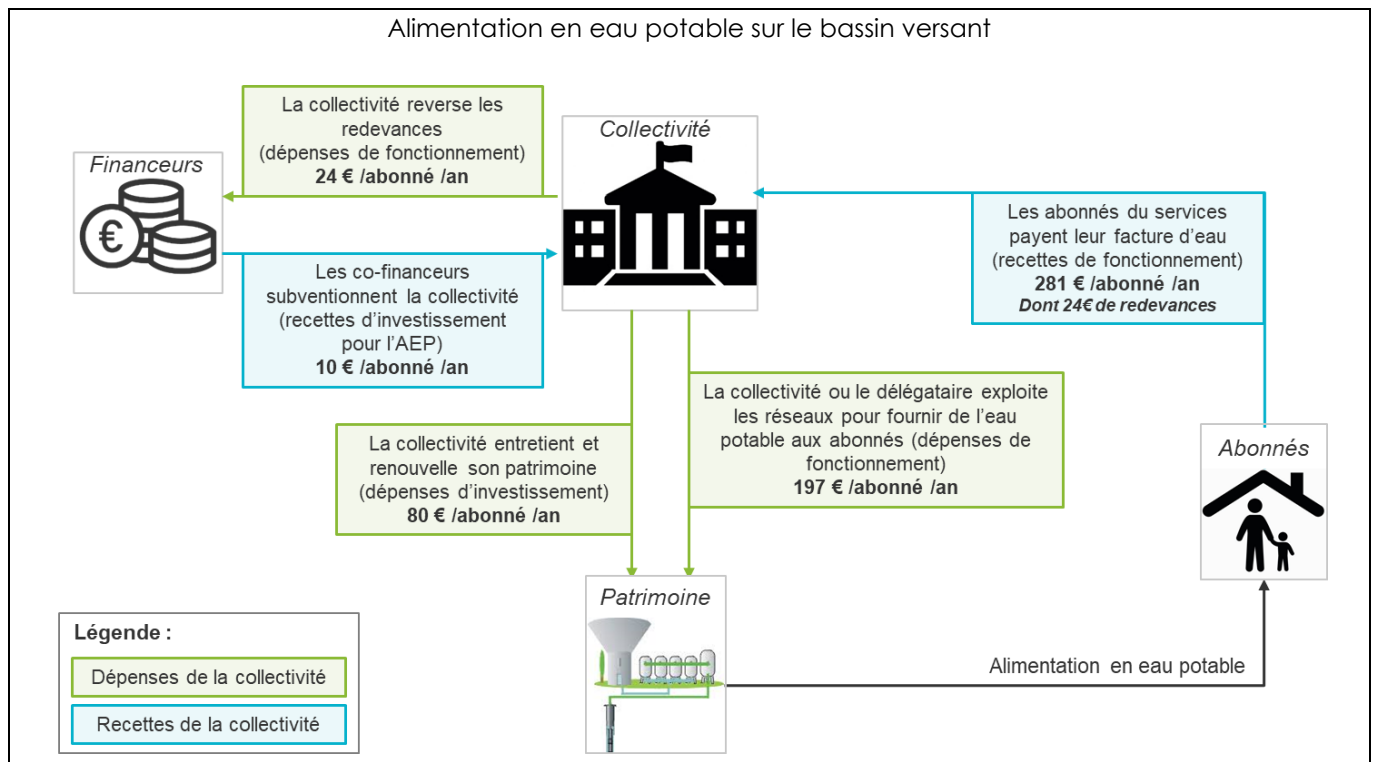 Alimentation en eau potable sur le bassin versant
La collectivité reverse les
redevances
(dépenses de fonctionnement)
24 € /abonné /an
Collectivité
Financeurs
€
Les abonnés du services
payent leur facture d'eau
(recettes de fonctionnement)
281 € /abonné /an
Dont 24€ de redevances
Les co-financeurs
subventionnent la collectivité
(recettes d'investissement
pour l'AEP)
10 € /abonné /an
La collectivité ou le délégataire exploite
les réseaux pour fournir de l'eau
potable aux abonnés (dépenses de
fonctionnement)
197 € /abonné /an
La collectivité entretient et
renouvelle son patrimoine
(dépenses d'investissement)
80 € /abonné /an
Abonnés
Patrimoine
Légende :
Dépenses de la collectivité
Recettes de la collectivité
Alimentation en eau potable